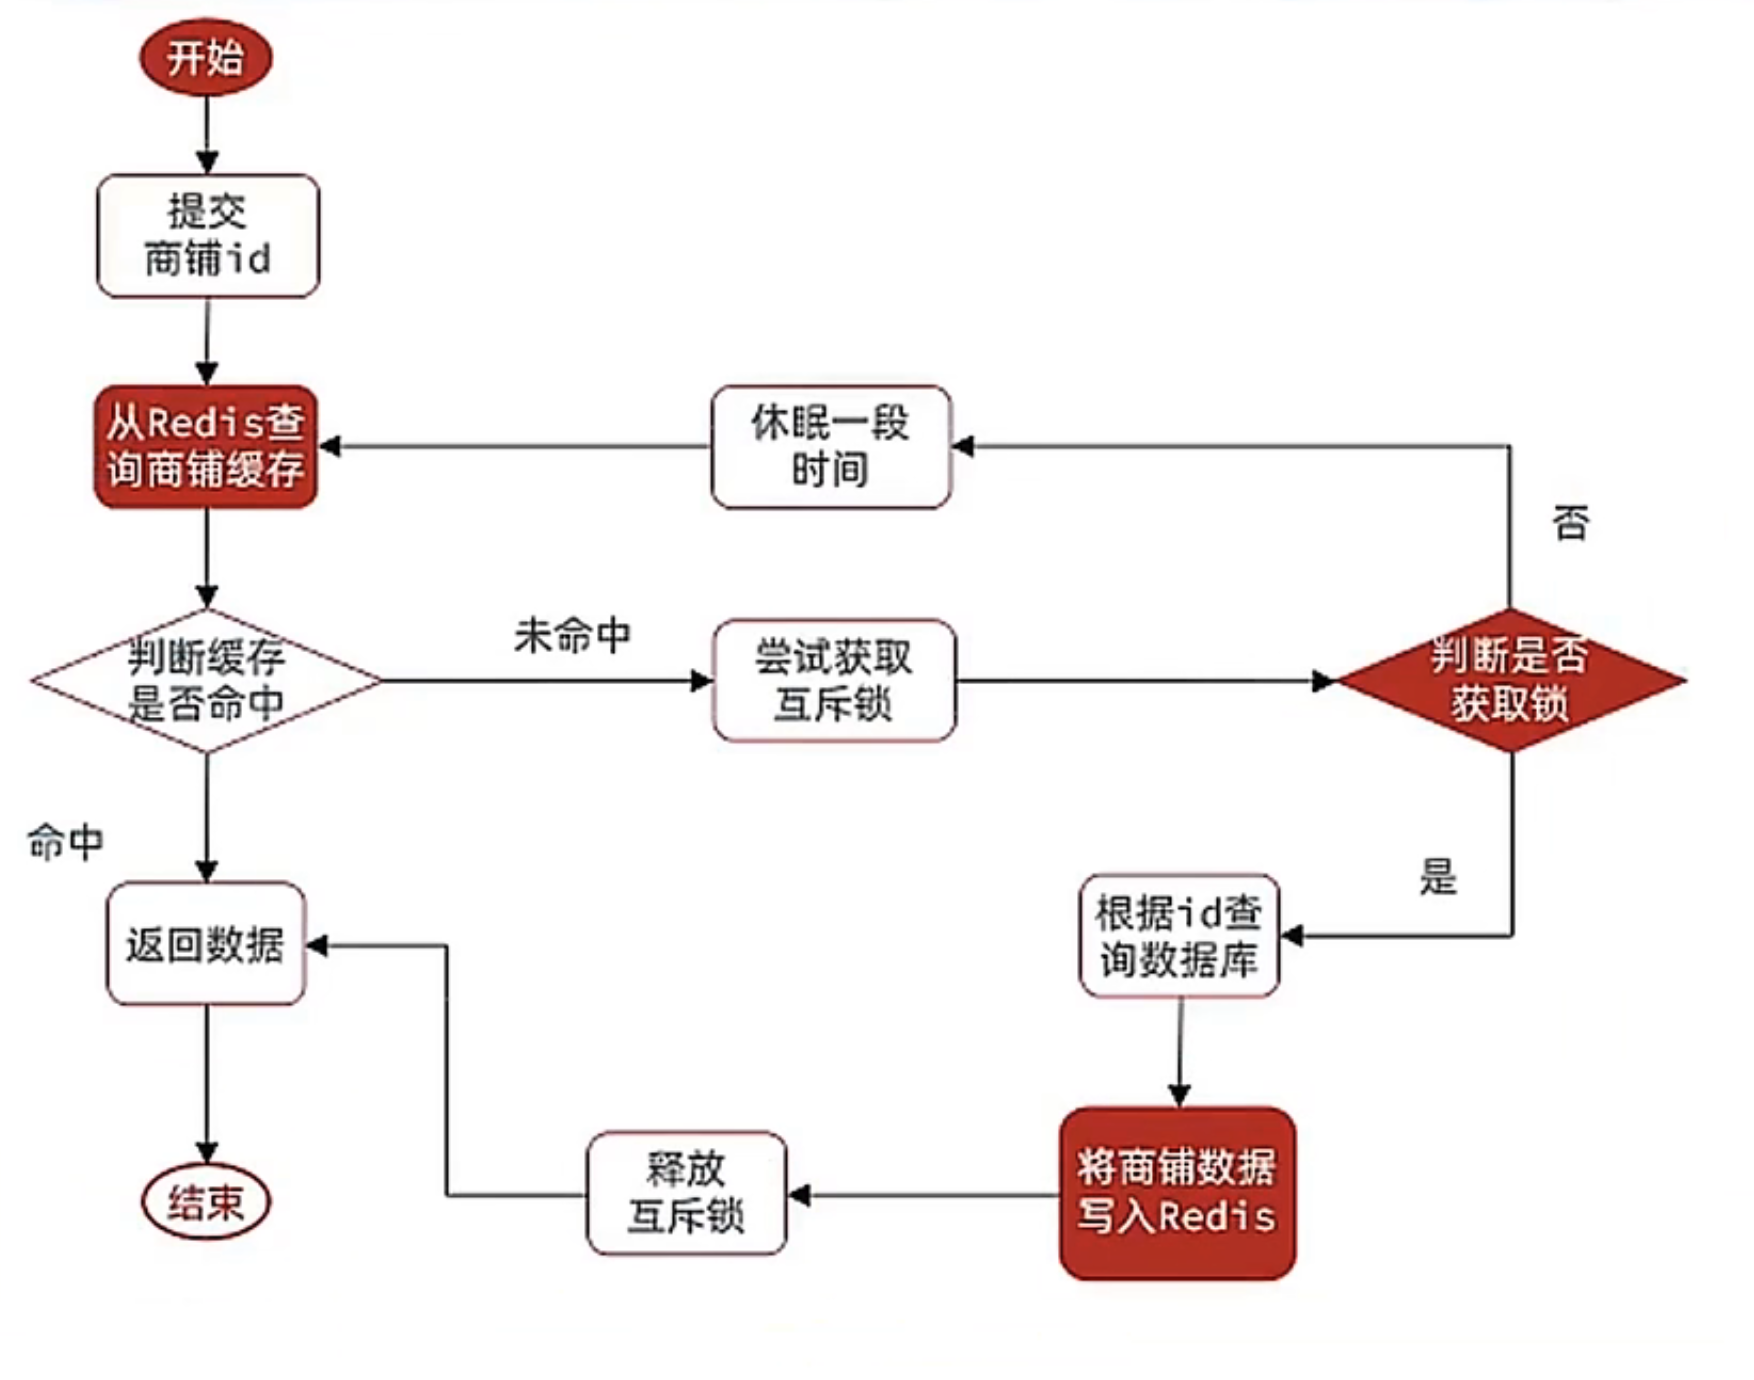 开始
提交
商铺id
从Redis查
询商铺缓存
休眠一段
时间
否
判断缓存
是否命中
未命中
尝试获取
互斥锁
判断是否
获取锁
命中
是
返回数据
根据id查
询数据库
将商铺数据
写入Redis
释放
互斥锁
结束